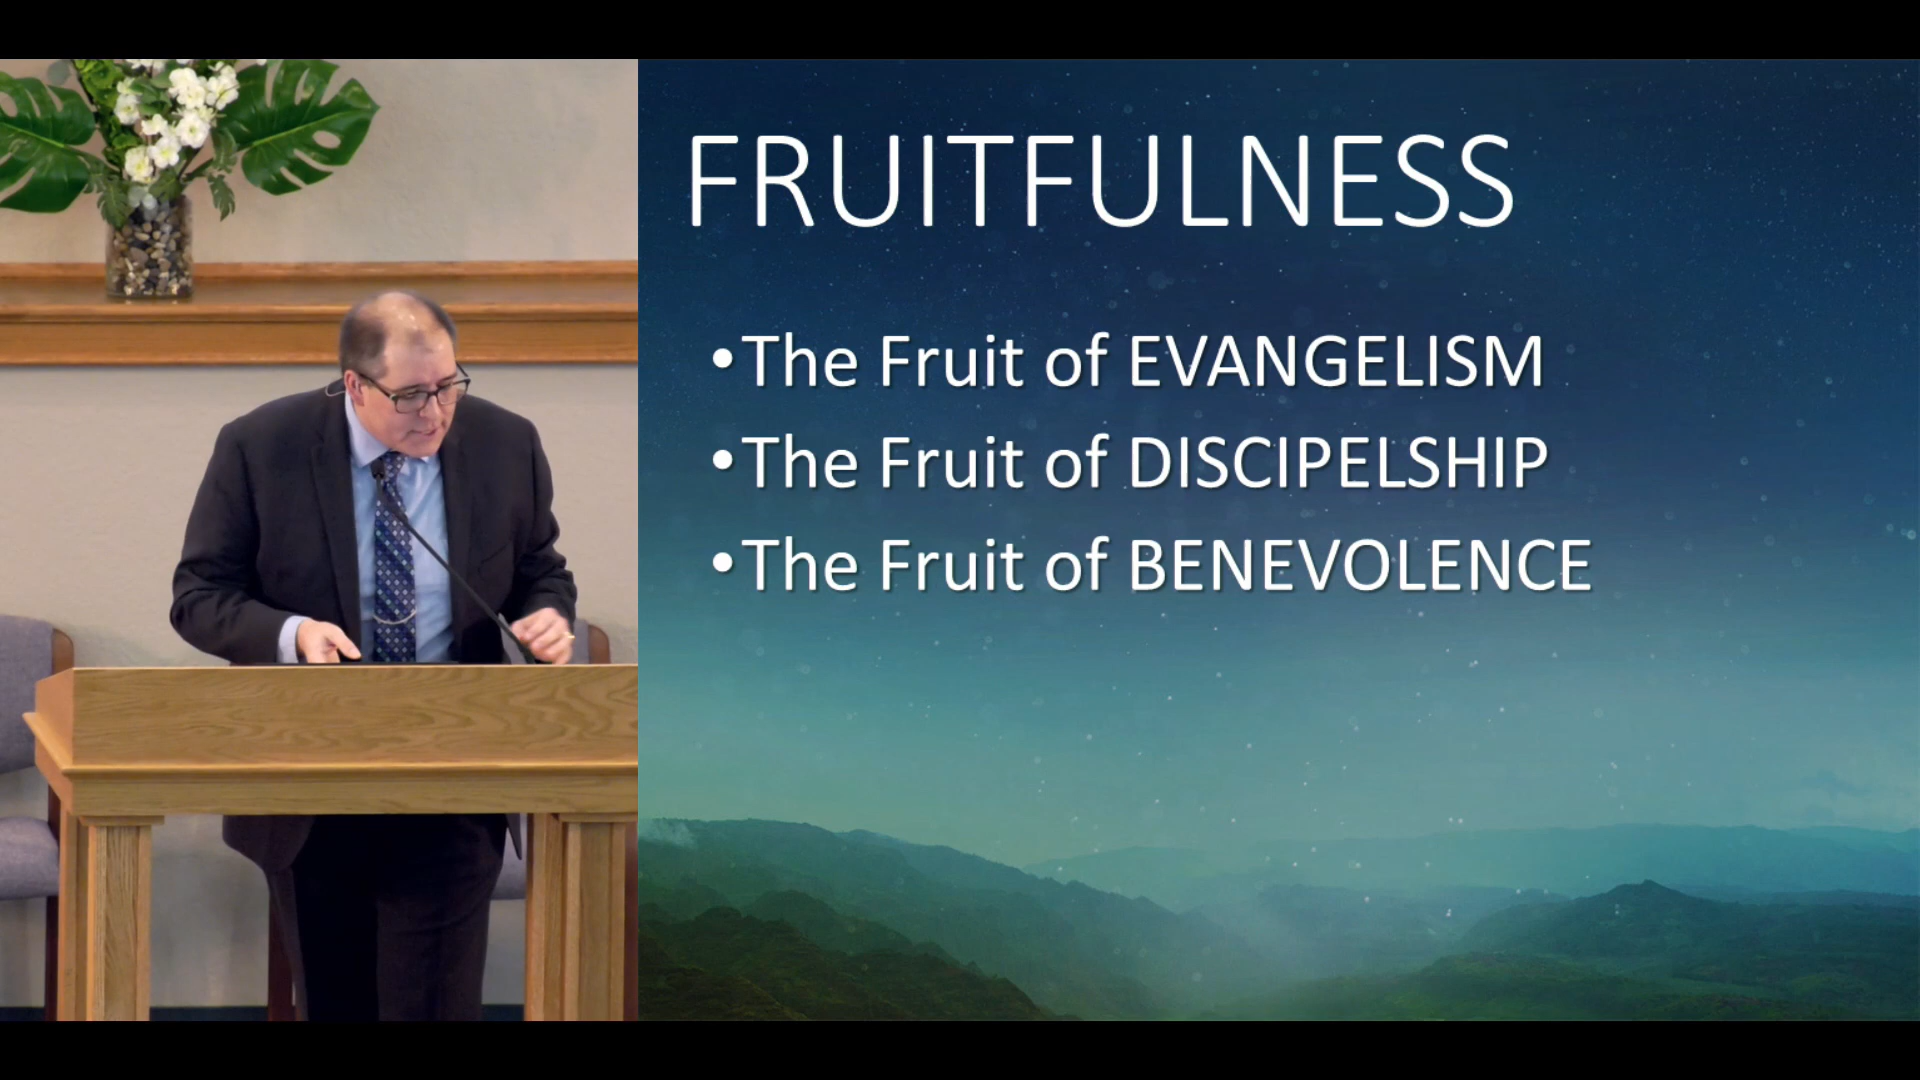 FRUITFULNESS
•The Fruit of EVANGELISM
•The Fruit of DISCIPELSHIP
•The Fruit of BENEVOLENCE